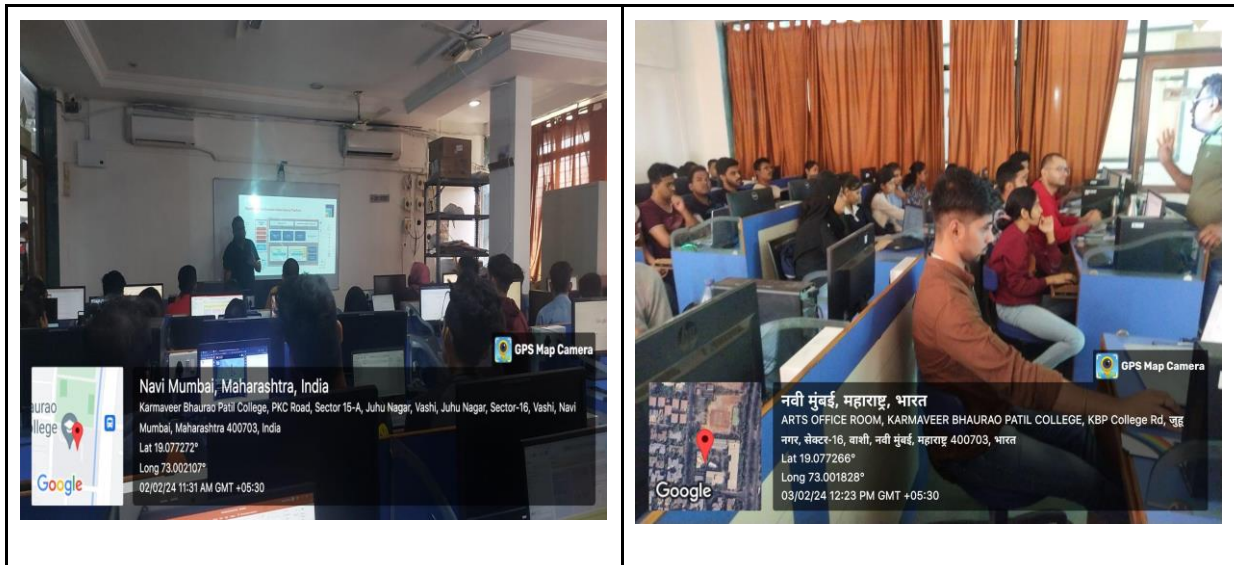 GPS Map Camera
Navi Mumbai, Maharashtra, India
Karmaveer Bhaurao Patil College, PKC Road, Sector 15-A, Juhu Nagar, Vashi, Juhu Nagar, Sector-16, Vashi, Navi
Mumbai, Maharashtra 400703, India
Lat 19.077272°
Long 73.002107°
02/02/24 11:31 AM GMT +05:30
aurao
llege
Google
GPS Map Camera
नवी मुंबई, महाराष्ट्र, भारत
ARTS OFFICE ROOM, KARMAVEER BHAURAO PATIL COLLEGE, KBP College Rd, जुहू
नगर, सेक्टर-16, वाशी, नवी मुंबई, महाराष्ट्र 400703, भारत
Lat 19.077266°
Long 73.001828°
03/02/24 12:23 PM GMT +05:30
Google